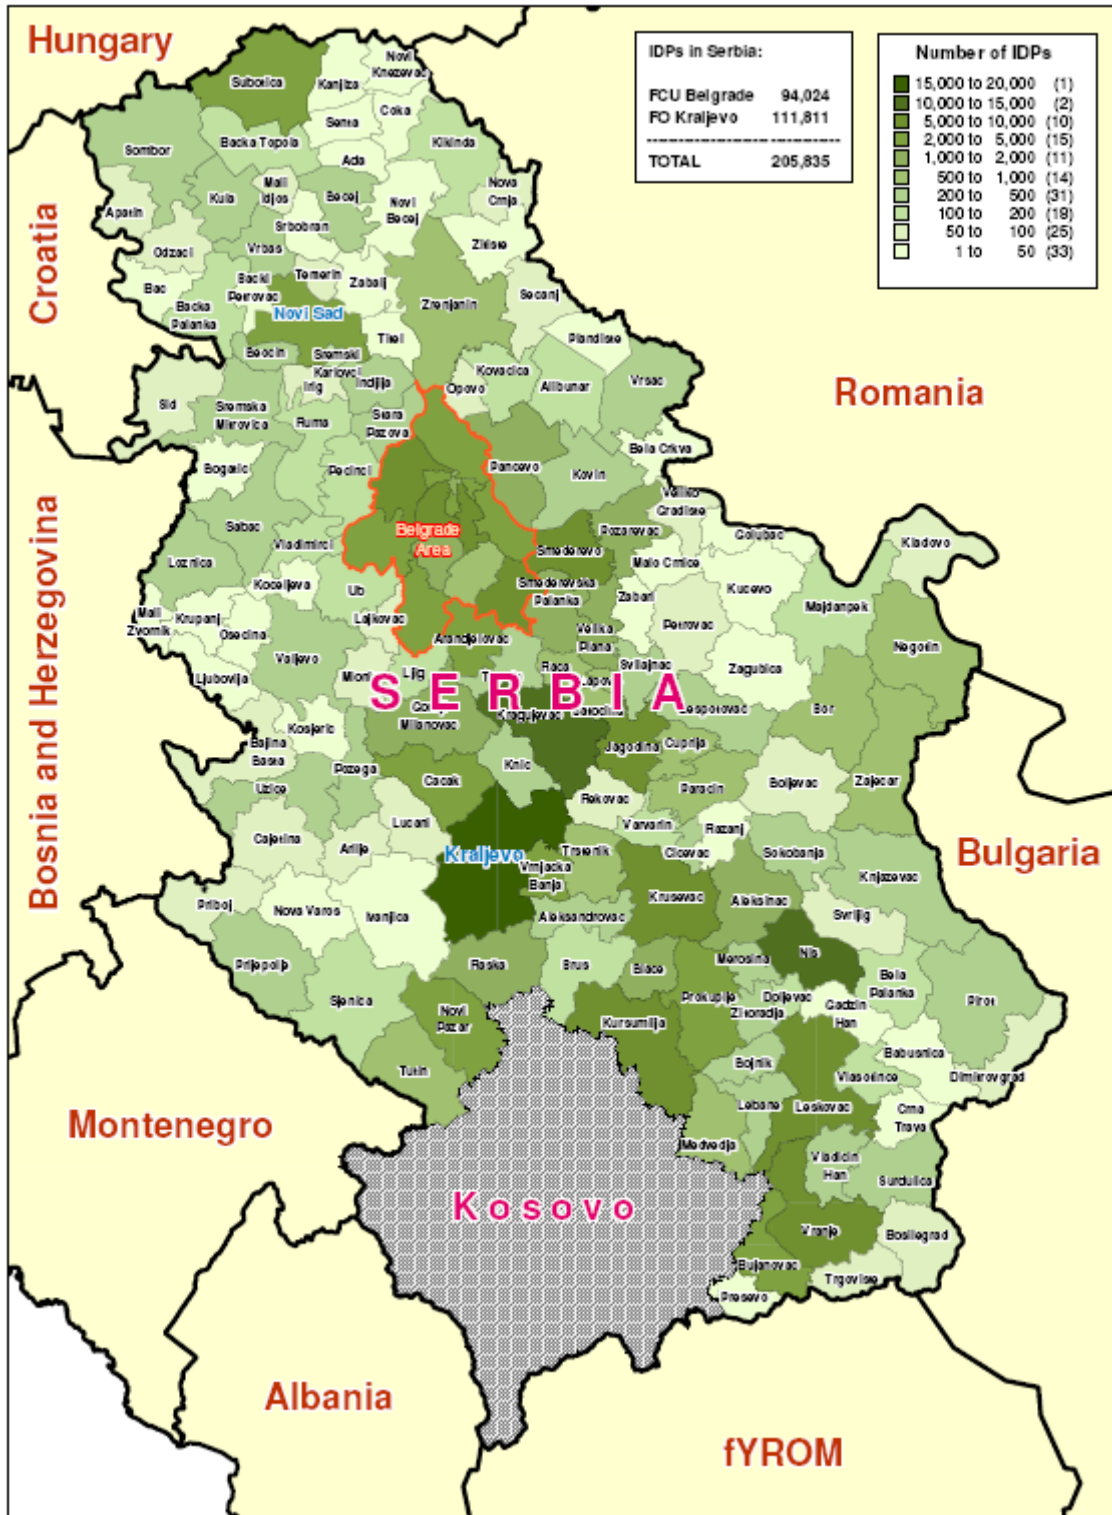 Hungary
Croatia
Bosnia and Herzegovina
Montenegro
Albania
fYROM
Bulgaria
Romania
IDPs in Serbia:
FCU Belgrade 94,024
FO Kraljevo 111,811
TOTAL 205,835
Number of IDPs
15,000 to 20,000 (1)
10,000 to 15,000 (2)
5,000 to 10,000 (10)
2,000 to 5,000 (15)
1,000 to 2,000 (11)
500 to 1,000 (14)
200 to 500 (31)
100 to 200 (19)
50 to 100 (25)
1 to 50 (33)
SERBIA
Kosovo
Belgrade
Area
Novi Sad
Kraljevo
Subotica
Kanjiza
Novi
Knezevac
Coka
Senta
Sombor
Backa Topola
Ada
Kikinda
Mali
Idjos
Becej
Nova
Crnja
Apatin
Kula
Novi
Becej
Srbobran
Odzaci
Vrbas
Zitiste
Bac
Backi
Petrovac
Temerin
Zabalj
Zrenjanin
Secanj
Backa
Palanka
Titel
Plandiste
Beocin
Sremski
Karlovci
Irig
Indjija
Kovacica
Opovo
Alibunar
Vrsac
Sid
Sremska
Mitrovica
Ruma
Stara
Pazova
Bela Crkva
Bogatic
Pecinci
Pancevo
Kovin
Veliko
Gradiste
Sabac
Vladimirci
Smederevo
Pozarevac
Golubac
Kladovo
Loznica
Malo Crnice
Koceljeva
Ub
Smederevska
Palanka
Zabari
Kucevo
Majdanpek
Mali
Zvornik
Krupanj
Osecina
Lajkovac
Petrovac
Arandjelovac
Velika
Plana
Negotin
Valjevo
Ljubovija
Ljig
Raca
Svilajnac
Zagubica
Milanovac
Kragujevac
Bor
Kosjeric
Bajina
Basta
Jagodina
Cuprija
Pozega
Cacak
Knic
Boljevac
Zajecar
Uzice
Paracin
Rekovac
Lucani
Cajetina
Arilje
Varvarin
Razanj
Trstenik
Cicevac
Sokobanja
Vrnjacka
Banja
Knjazevac
Priboj
Nova Varos
Ivanjica
Krusevac
Aleksinac
Aleksandrovac
Svrljig
Prijepolje
Raska
Brus
Blace
Merosina
Nis
Bela
Palanka
Pirot
Sjenica
Novi
Pazar
Prokuplje
Doljevac
Zitoradja
Gadzin
Han
Kursumlija
Babusnica
Tutin
Bojnik
Vlasotince
Dimitrovgrad
Lebane
Leskovac
Crna
Trava
Medvedja
Vladicin
Han
Surdulica
Vranje
Bosilegrad
Bujanovac
Trgoviste
Presevo